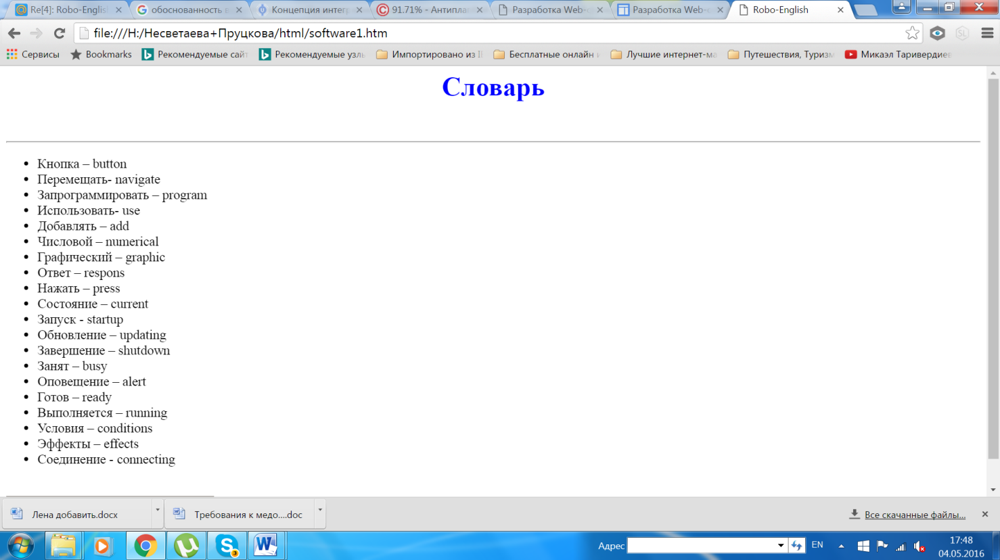 Re[4]: Robo-Englis
обоснованность в
Концепция интегр
91.71% - Антиплаг
Разработка Web-
Разработка Web-
Robo-English
file:///H:/Несветаева+Пруцкова/html/software1.htm
Сервисы Bookmarks Рекомендуемые сайт Рекомендуемые узль Импортировано из IE Бесплатные онлайн и Лучшие интернет-ма Путешествия, Туризм Микаэл Таривердиев
Словарь
Кнопка – button
Перемещать- navigate
Запрограммировать – program
Использовать- use
Добавлять – add
Числовой – numerical
Графический – graphic
Ответ – respons
Нажать – press
Состояние – current
Запуск - startup
Обновление – updating
Завершение – shutdown
Занят – busy
Оповещение – alert
Готов – ready
Выполняется – running
Условия – conditions
Эффекты – effects
Соединение - connecting
Лена добавить.docx
Требования к медо....doc
Все скачанные файлы...
Адрес
EN
17:48
04.05.2016